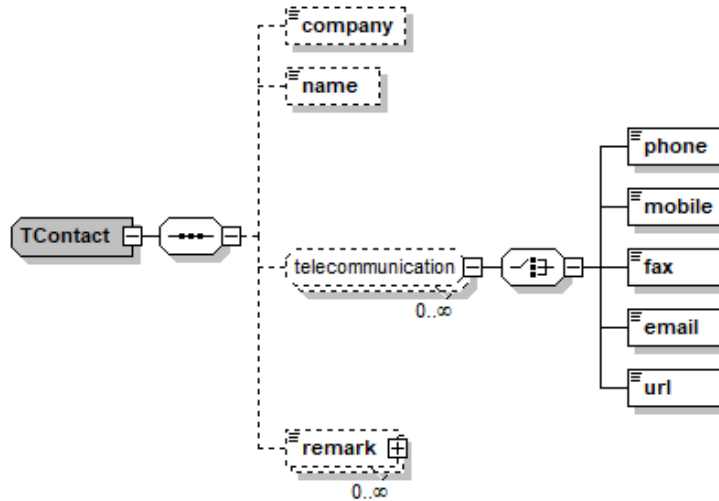 company
name
phone
mobile
TContact
telecommunication
0..∞
fax
email
url
remark
0..∞